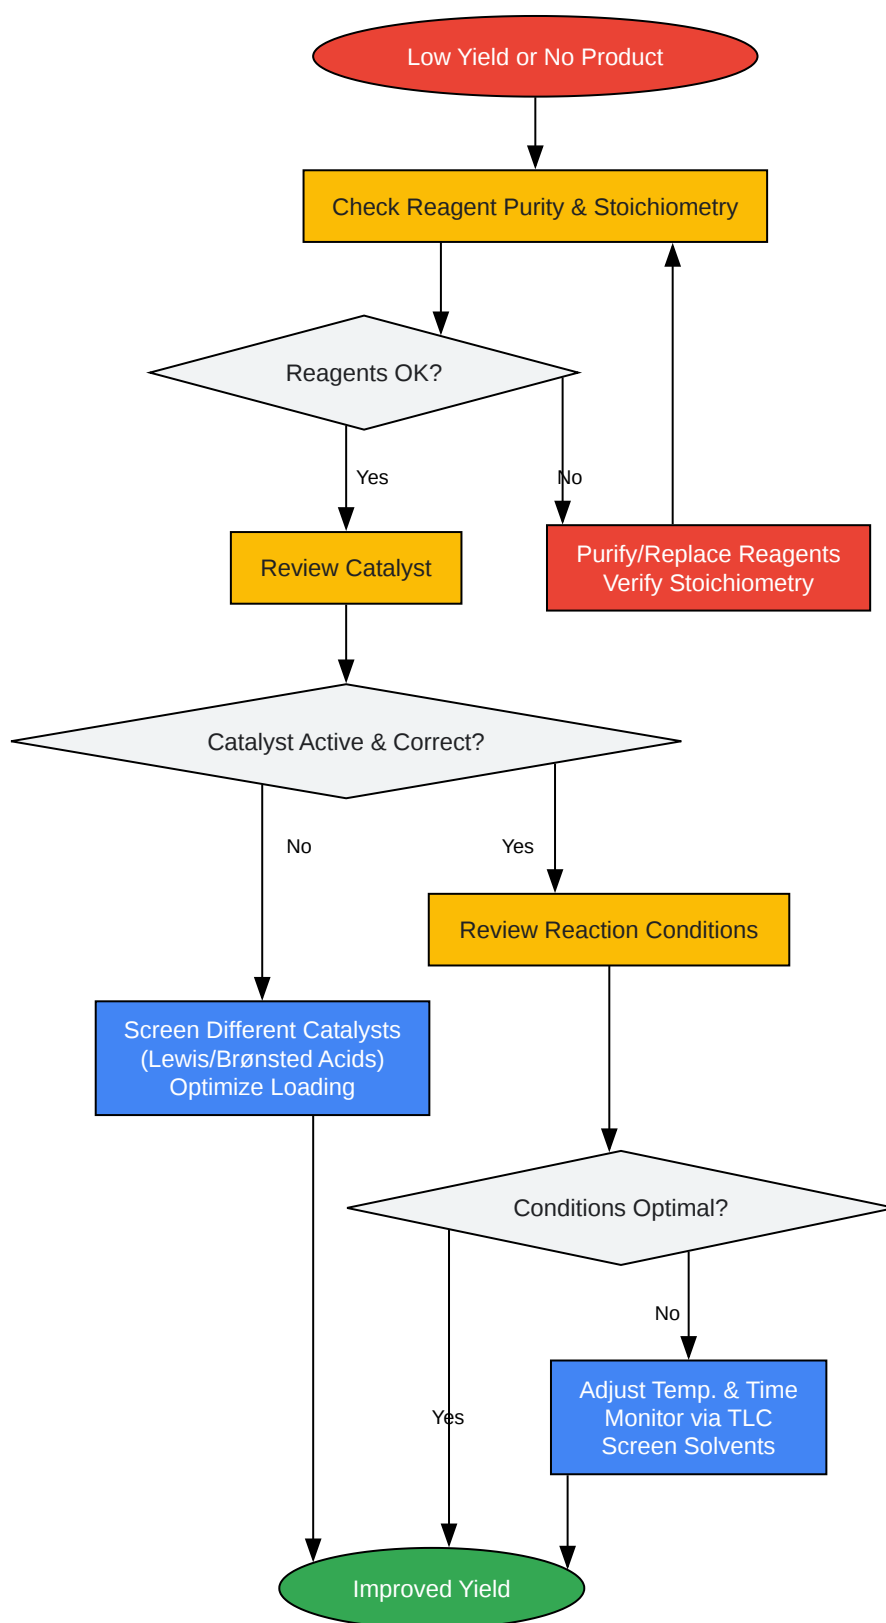 Low Yield or No Product
Check Reagent Purity & Stoichiometry
Reagents OK?
Yes
No
Review Catalyst
Purify/Replace Reagents
Verify Stoichiometry
Catalyst Active & Correct?
No
Yes
Review Reaction Conditions
Screen Different Catalysts
(Lewis/Brønsted Acids)
Optimize Loading
Conditions Optimal?
No
Adjust Temp. & Time
Monitor via TLC
Screen Solvents
Yes
Improved Yield